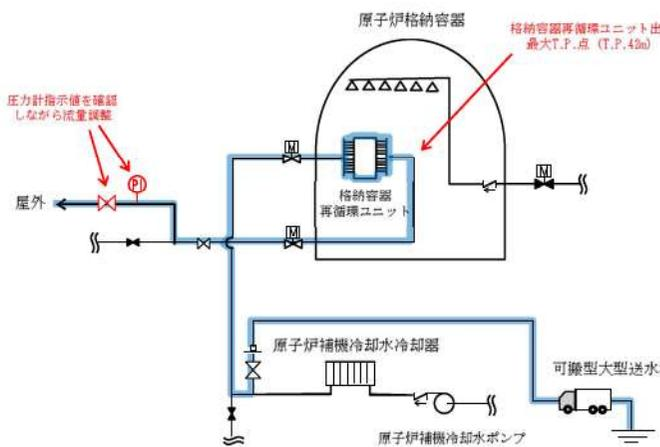 原子炉格納容器
格納容器再循環ユニット出
最大T.P.点 (T.P.42m)
圧力計指示値を確認
しながら流量調整
M
PI
M
屋外
格納容器
再循環ユニット
M
原子炉補機冷却水冷却器
可搬型大型送水
原子炉補機冷却水ポンプ